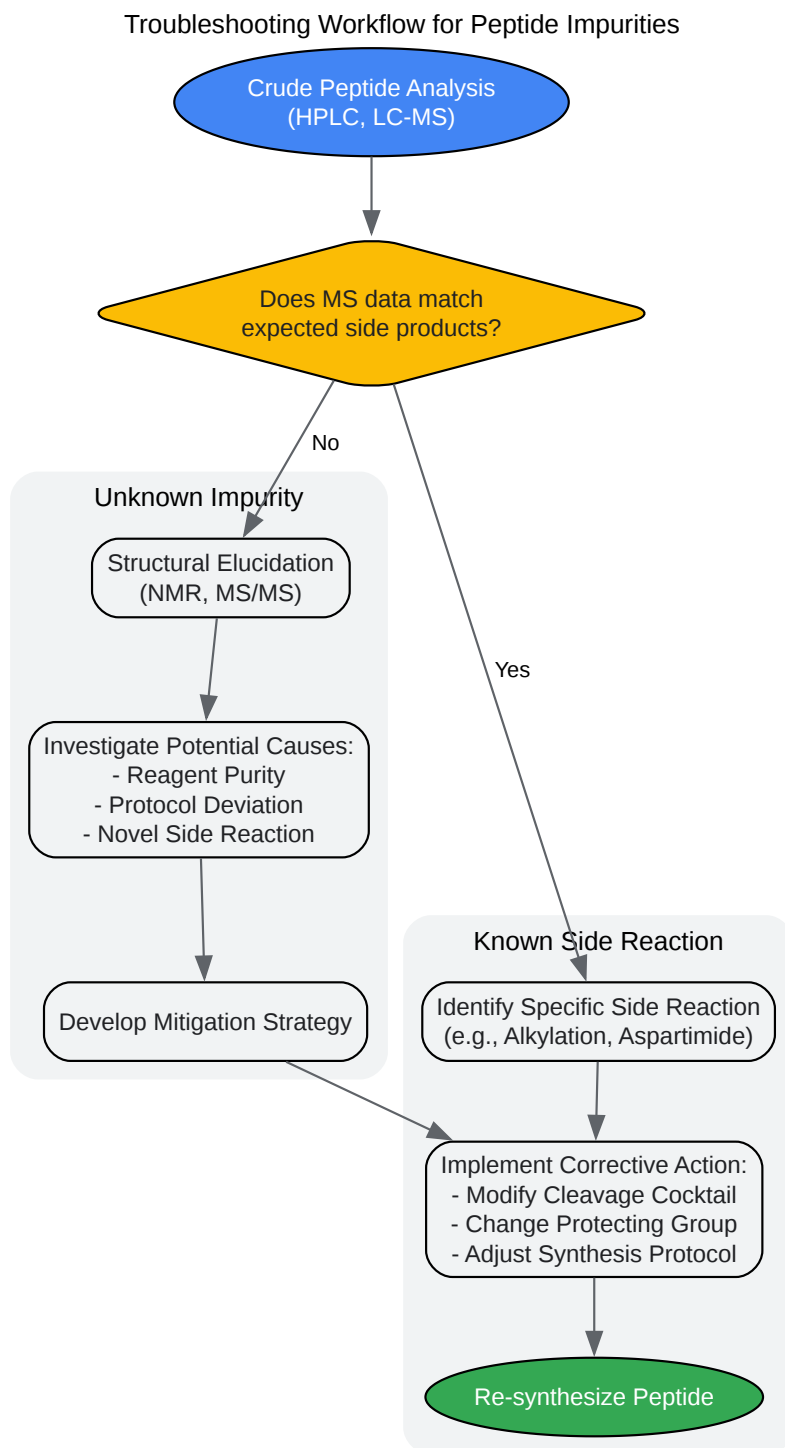 Troubleshooting Workflow for Peptide Impurities
Crude Peptide Analysis
(HPLC, LC-MS)
Does MS data match
expected side products?
No
Yes
Unknown Impurity
Structural Elucidation
(NMR, MS/MS)
Investigate Potential Causes:
- Reagent Purity
- Protocol Deviation
- Novel Side Reaction
Develop Mitigation Strategy
Known Side Reaction
Identify Specific Side Reaction
(e.g., Alkylation, Aspartimide)
Implement Corrective Action:
- Modify Cleavage Cocktail
- Change Protecting Group
- Adjust Synthesis Protocol
Re-synthesize Peptide